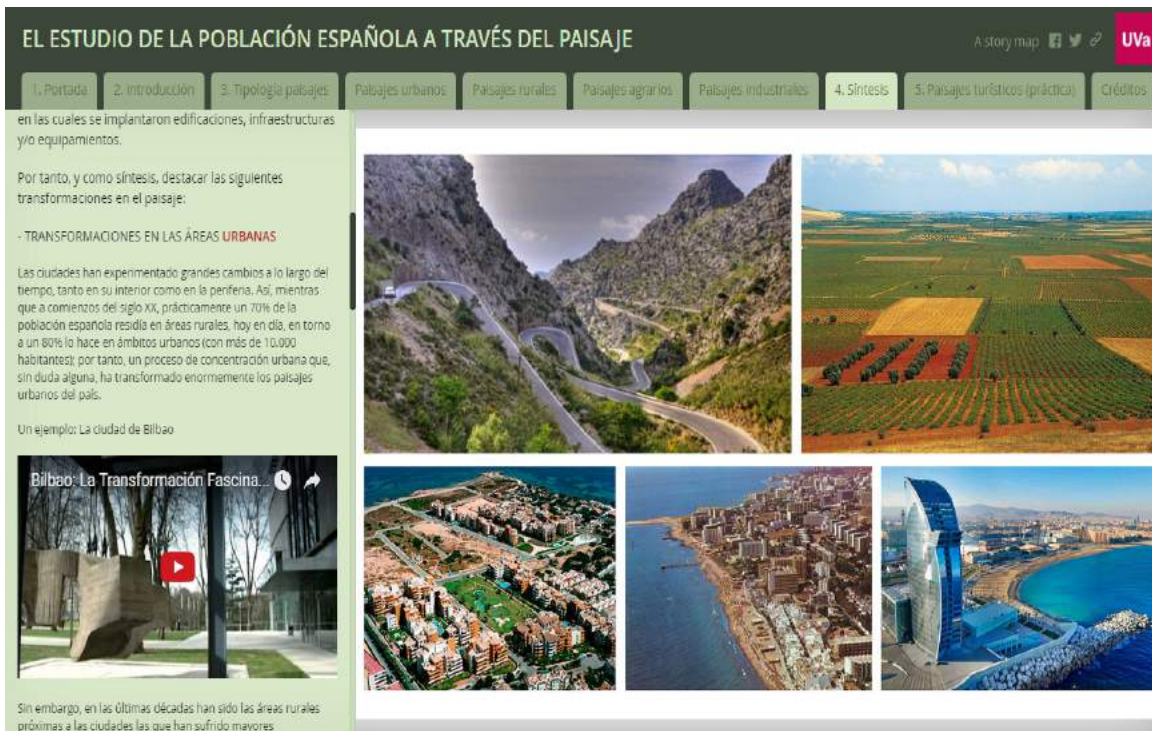 EL ESTUDIO DE LA POBLACIÓN ESPAÑOLA A TRAVÉS DEL PAISAJE
A story map
UVa
1. Portada
2. Introducción
3. Tipología paisajes
Paisajes urbanos
Paisajes rurales
Paisajes agrarios
Paisajes industriales
4. Síntesis
5. Paisajes turísticos (práctica)
Créditos
en las cuales se implantaron edificaciones, infraestructuras
y/o equipamientos.
Por tanto, y como síntesis, destacar las siguientes
transformaciones en el paisaje:
- TRANSFORMACIONES EN LAS ÁREAS URBANAS
Las ciudades han experimentado grandes cambios a lo largo del
tiempo, tanto en su interior como en la periferia. Así, mientras
que a comienzos del siglo XX, prácticamente un 70% de la
población española residía en áreas rurales, hoy en día, en torno
a un 80% lo hace en ámbitos urbanos (con más de 10.000
habitantes); por tanto, un proceso de concentración urbana que,
sin duda alguna, ha transformado enormemente los paisajes
urbanos del país.
Un ejemplo: La ciudad de Bilbao
Bilbao: La Transformación Fascina...
Sin embargo, en las últimas décadas han sido las áreas rurales
próximas a las ciudades las que han sufrido mayores